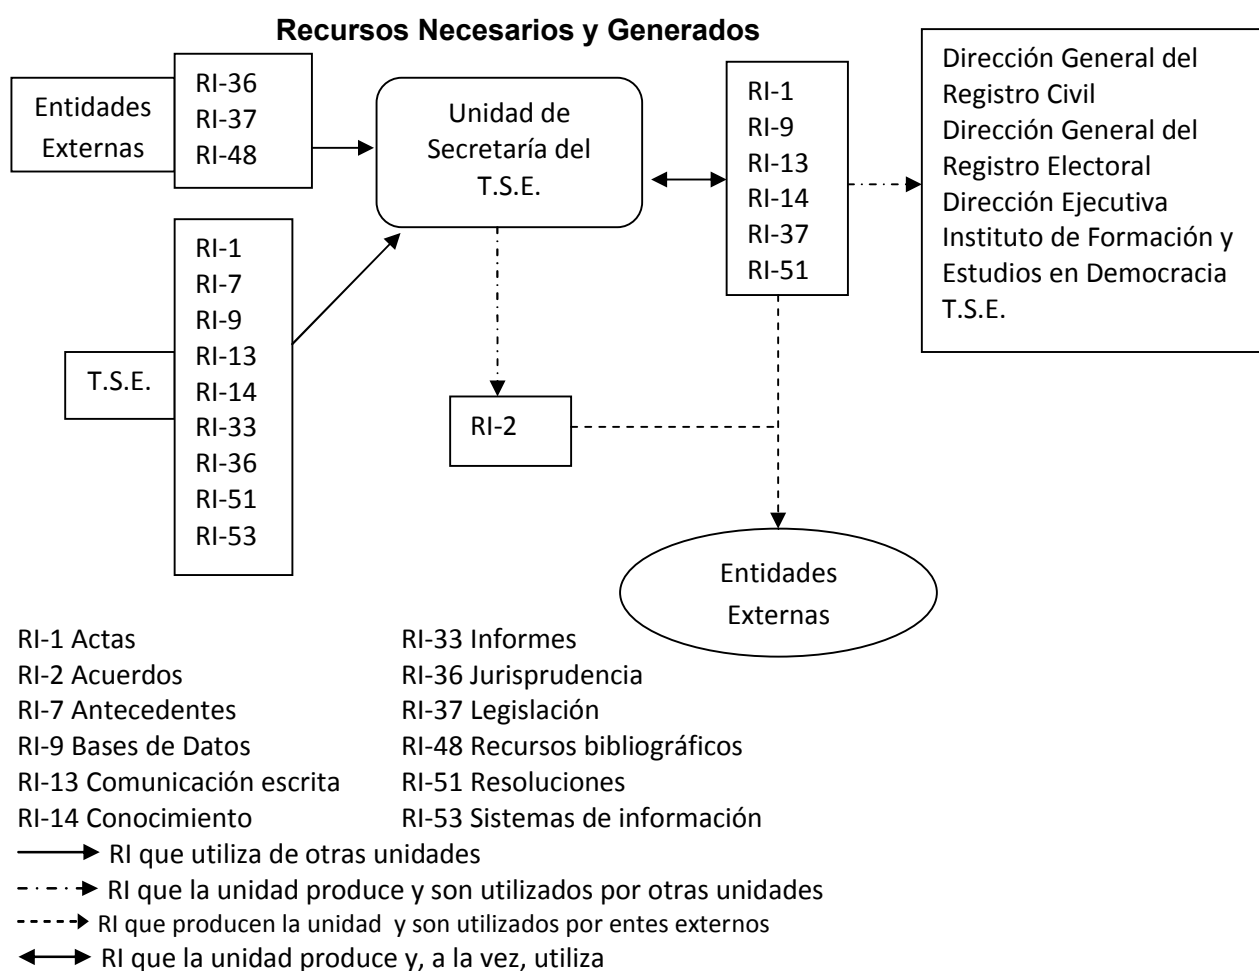 Recursos Necesarios y Generados
Entidades
Externas
RI-36
RI-37
RI-48
Unidad de
Secretaría del
T.S.E.
RI-1
RI-9
RI-13
RI-14
RI-37
RI-51
Dirección General del
Registro Civil
Dirección General del
Registro Electoral
Dirección Ejecutiva
Instituto de Formación y
Estudios en Democracia
T.S.E.
T.S.E.
RI-1
RI-7
RI-9
RI-13
RI-14
RI-33
RI-36
RI-51
RI-53
RI-2
Entidades
Externas
RI-1 Actas
RI-2 Acuerdos
RI-7 Antecedentes
RI-9 Bases de Datos
RI-13 Comunicación escrita
RI-14 Conocimiento
RI-33 Informes
RI-36 Jurisprudencia
RI-37 Legislación
RI-48 Recursos bibliográficos
RI-51 Resoluciones
RI-53 Sistemas de información
RI que utiliza de otras unidades
RI que la unidad produce y son utilizados por otras unidades
RI que producen la unidad y son utilizados por entes externos
RI que la unidad produce y, a la vez, utiliza